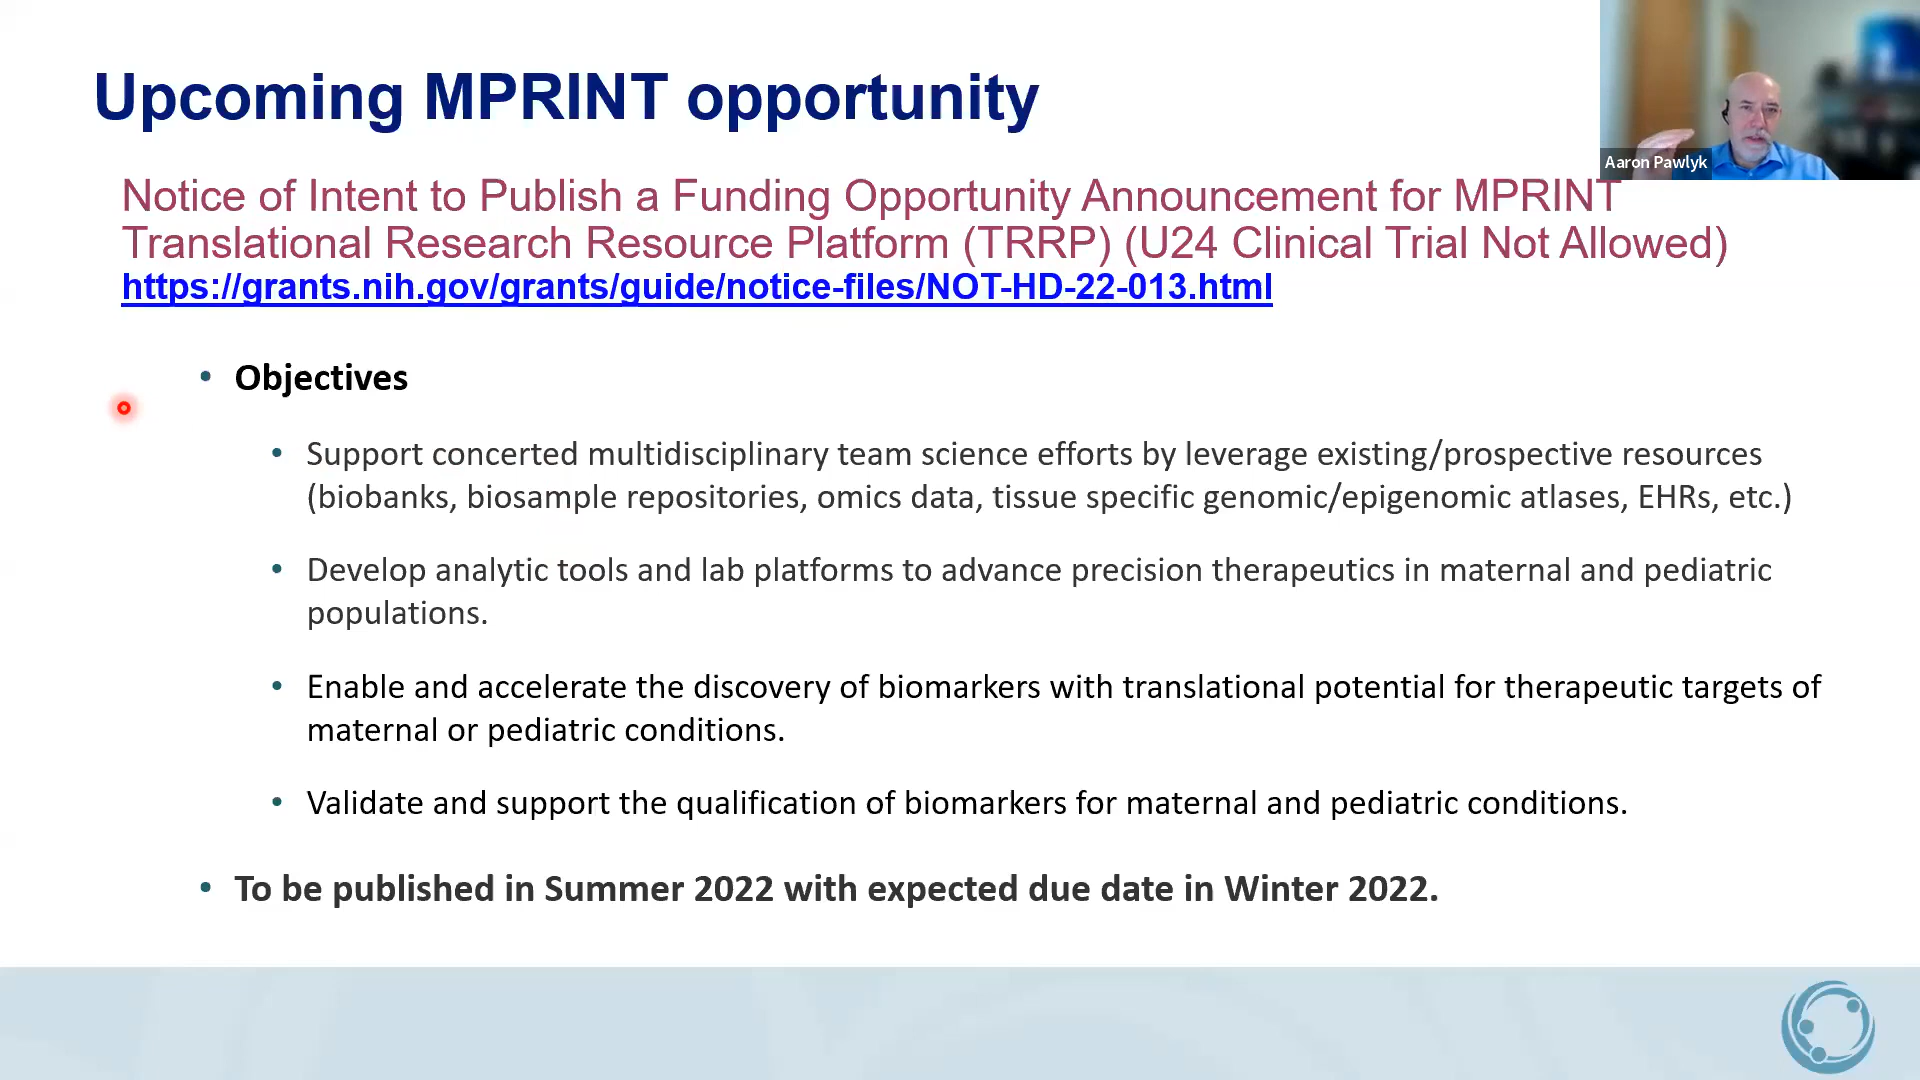 Upcoming MPRINT opportunity
Aaron Pawlyk
Notice of Intent to Publish a Funding Opportunity Announcement for MPRINT
Translational Research Resource Platform (TRRP) (U24 Clinical Trial Not Allowed)
https://grants.nih.gov/grants/guide/notice-files/NOT-HD-22-013.html
• Objectives
• Support concerted multidisciplinary team science efforts by leverage existing/prospective resources
(biobanks, biosample repositories, omics data, tissue specific genomic/epigenomic atlases, EHRs, etc.)
• Develop analytic tools and lab platforms to advance precision therapeutics in maternal and pediatric
populations.
• Enable and accelerate the discovery of biomarkers with translational potential for therapeutic targets of
maternal or pediatric conditions.
• Validate and support the qualification of biomarkers for maternal and pediatric conditions.
• To be published in Summer 2022 with expected due date in Winter 2022.